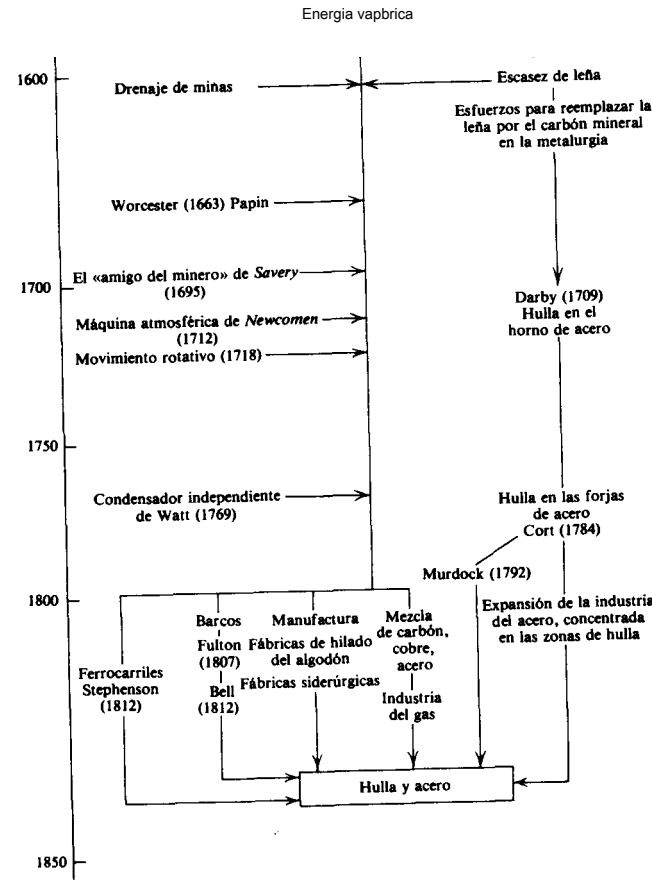 Energia vapbrica
1600
Drenaje de minas
Escasez de leña
Esfuerzos para reemplazar la
leña por el carbón mineral
en la metalurgia
Worcester (1663) Papin
El «amigo del minero» de Savery
(1695)
1700
Darby (1709)
Hulla en el
horno de acero
Máquina atmosférica de Newcomen
(1712)
Movimiento rotativo (1718)
1750
Condensador independiente
de Watt (1769)
Hulla en las forjas
de acero
Cort (1784)
Murdock (1792)
1800
Expansión de la industria
del acero, concentrada
en las zonas de hulla
Barcos
Fulton
(1807)
Bell
(1812)
Manufactura
Fábricas de hilado
del algodón
Fábricas siderúrgicas
Mezcla
de carbón,
cobre,
acero
Industria
del gas
Ferrocarriles
Stephenson
(1812)
Hulla y acero
1850